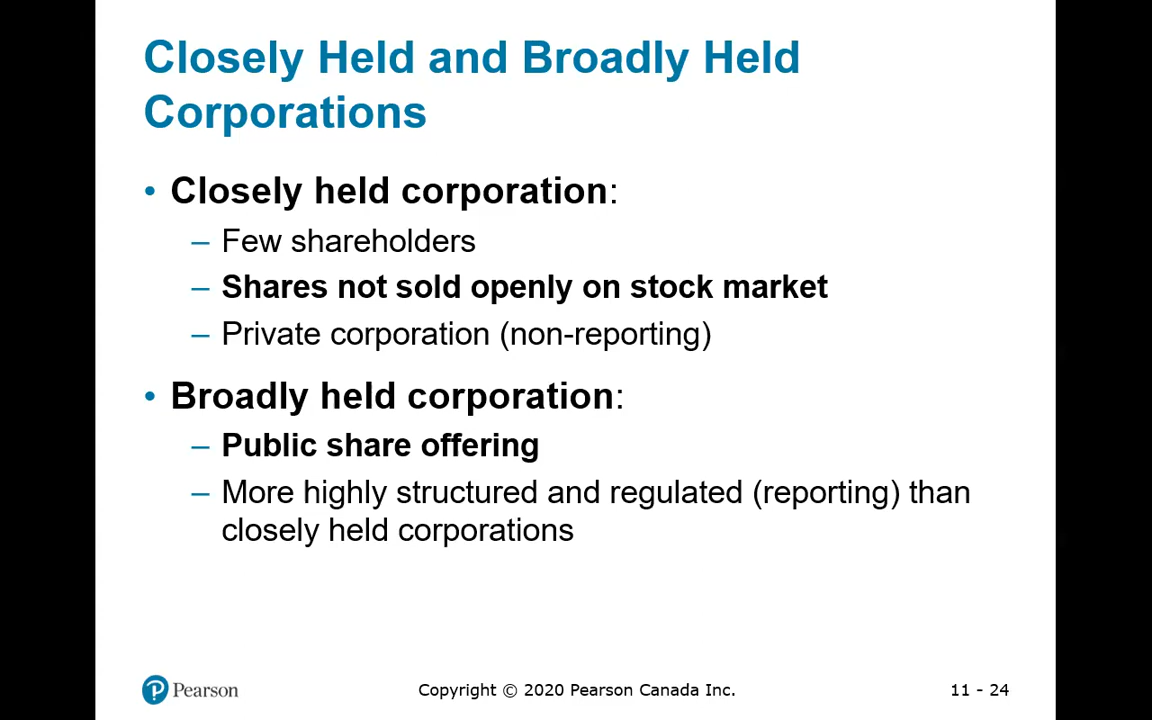 Closely Held and Broadly Held
Corporations
• Closely held corporation:
– Few shareholders
– Shares not sold openly on stock market
– Private corporation (non-reporting)
• Broadly held corporation:
– Public share offering
– More highly structured and regulated (reporting) than
closely held corporations
P Pearson
Copyright © 2020 Pearson Canada Inc.
11 - 24